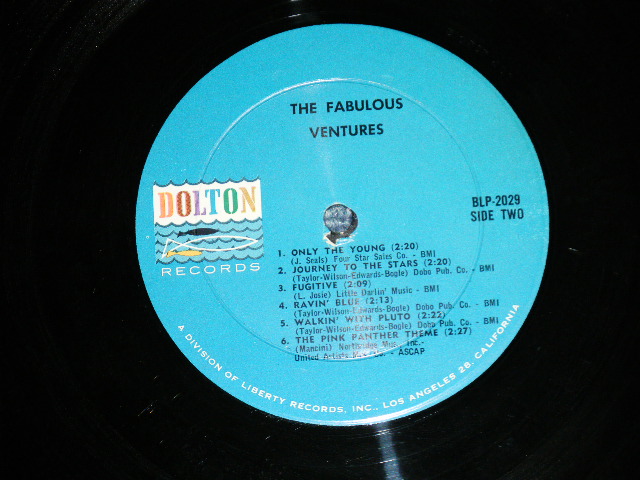 THE FABULOUS
VENTURES
DOLTON
RECORDS
BLP-2029
SIDE TWO
1. ONLY THE YOUNG (2:20)
(J. Seals) Four Star Sales Co. - BMI
2. JOURNEY TO THE STARS (2:20)
(Taylor-Wilson-Edwards-Bogle) Dobo Pub. Co. - BMI
3. FUGITIVE (2:09)
(L. Josie) Little Darlin' Music - BMI
4. RAVIN' BLUE (2:13)
(Taylor-Wilson-Edwards-Bogle) Dobo Pub. Co. - BMI
5. WALKIN' WITH PLUTO (2:22)
(Taylor-Wilson-Edwards-Bogle) Dobo Pub. Co. - BMI
6. THE PINK PANTHER THEME (2:27)
(Mancini) Northridge Mus. Inc.-
United Artists Co. - ASCAP
A DIVISION OF LIBERTY RECORDS, INC., LOS ANGELES 28, CALIFORNIA